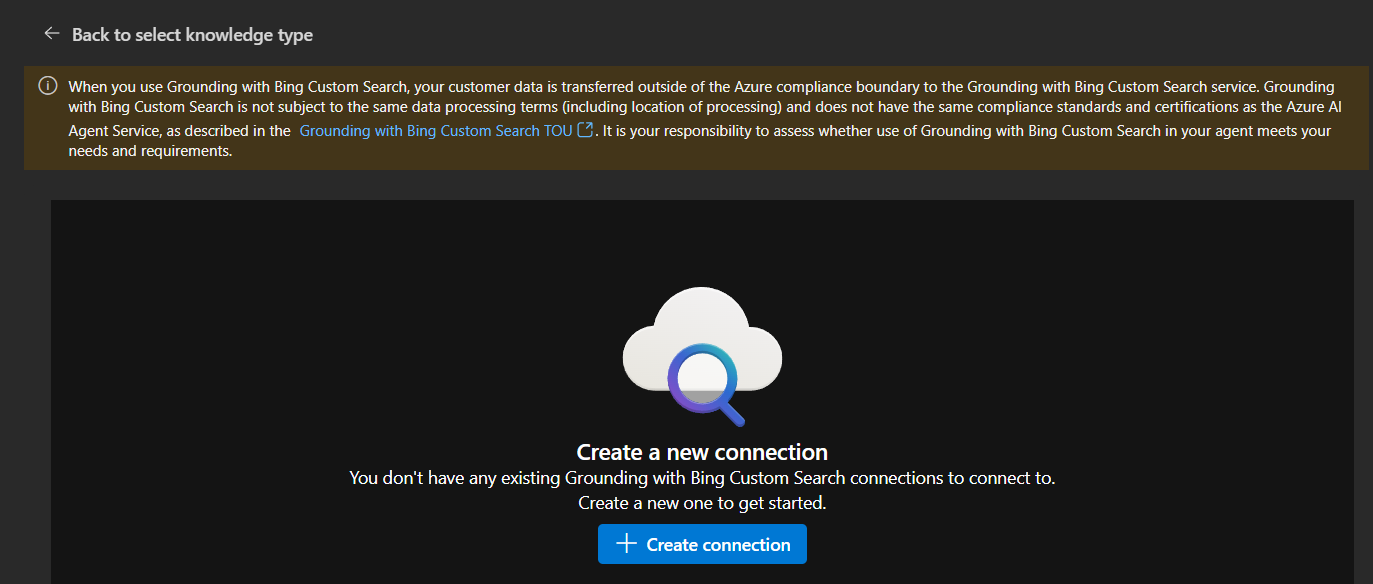 Back to select knowledge type
When you use Grounding with Bing Custom Search, your customer data is transferred outside of the Azure compliance boundary to the Grounding with Bing Custom Search service. Grounding
with Bing Custom Search is not subject to the same data processing terms (including location of processing) and does not have the same compliance standards and certifications as the Azure AI
Agent Service, as described in the Grounding with Bing Custom Search TOU. It is your responsibility to assess whether use of Grounding with Bing Custom Search in your agent meets your
needs and requirements.
Create a new connection
You don't have any existing Grounding with Bing Custom Search connections to connect to.
Create a new one to get started.
Create connection